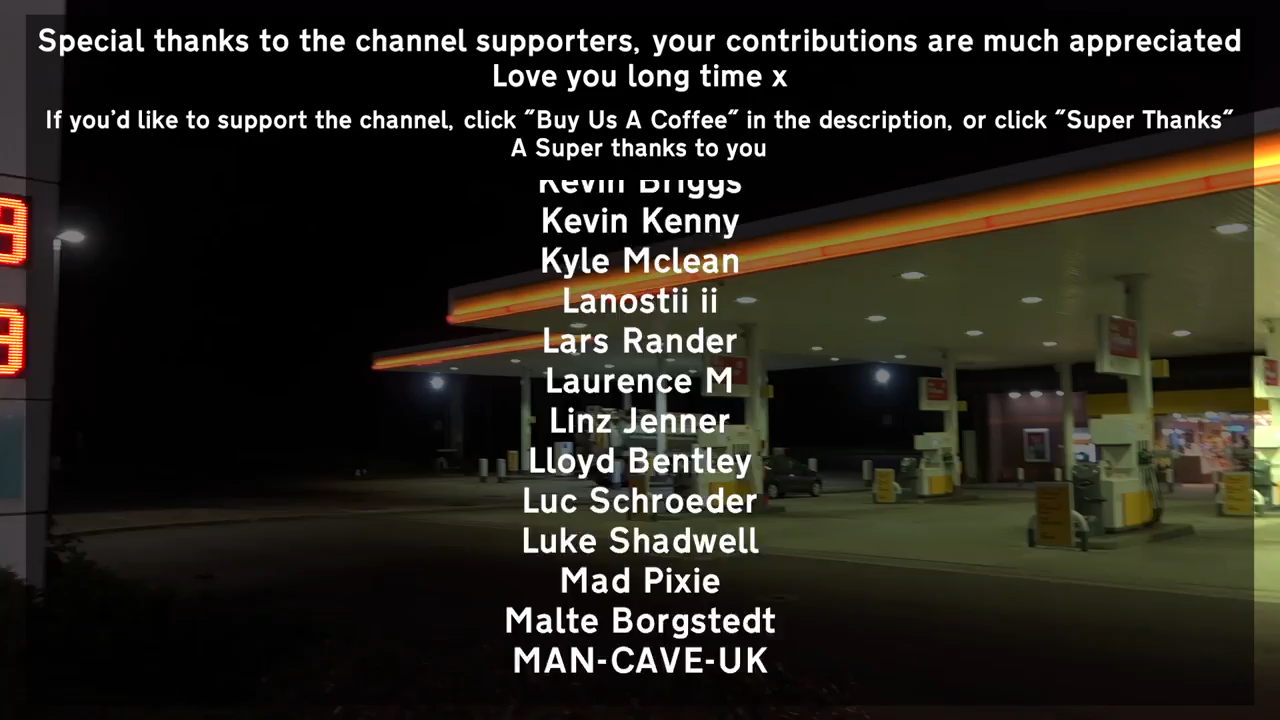 Special thanks to the channel supporters, your contributions are much appreciated
Love you long time x
If you'd like to support the channel, click "Buy Us A Coffee" in the description, or click "Super Thanks"
A Super thanks to you
Kevin Briggs
Kevin Kenny
Kyle Mclean
Lanostii ii
Lars Rander
Laurence M
Linz Jenner
Lloyd Bentley
Luc Schroeder
Luke Shadwell
Mad Pixie
Malte Borgstedt
MAN-CAVE-UK